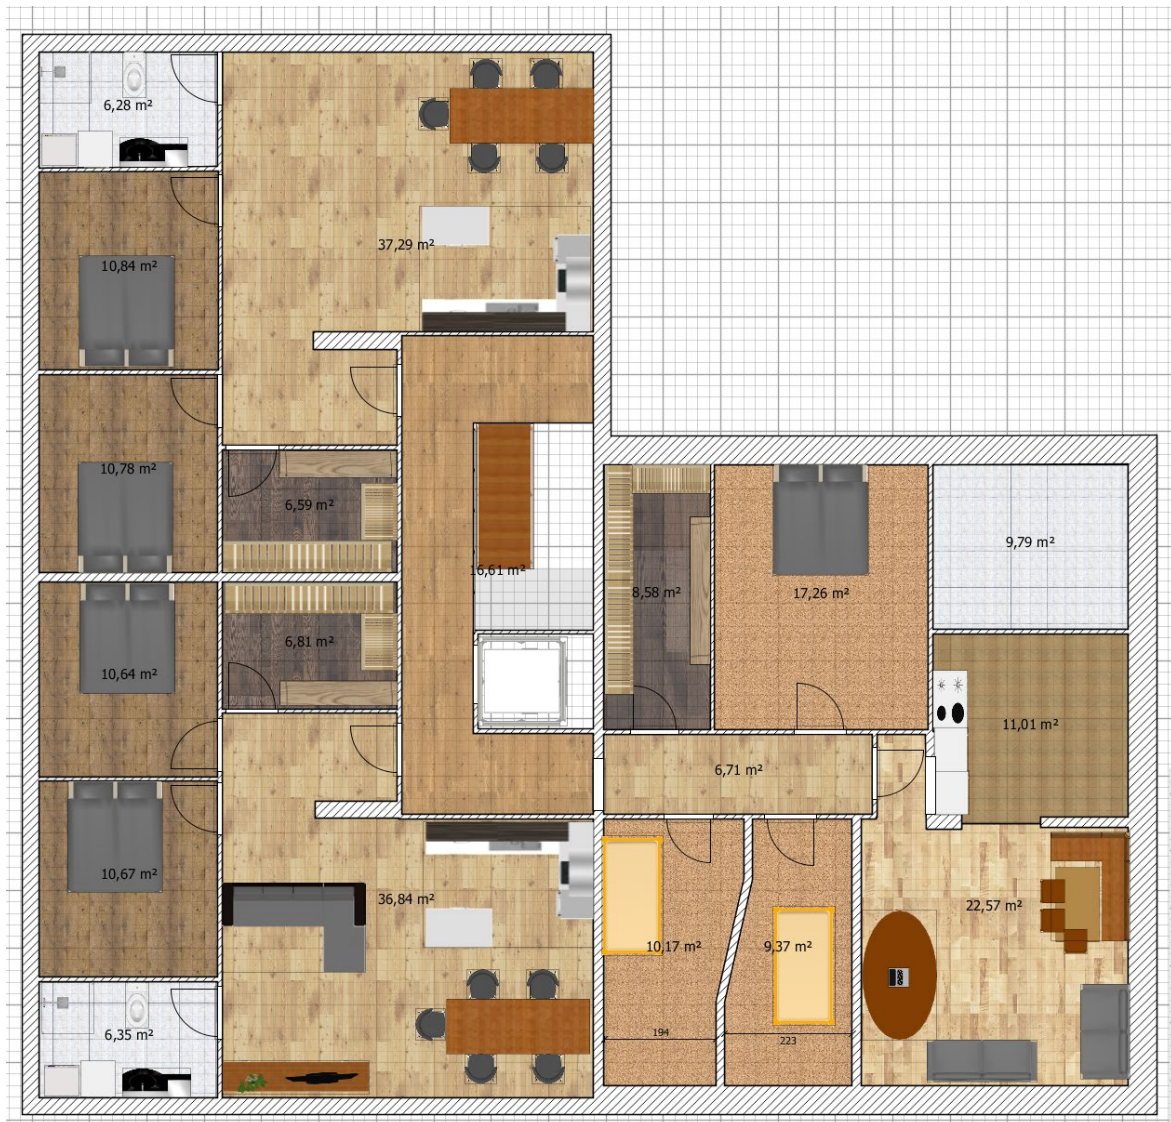 6,28 m²
37,29 m²
10,84 m²
10,78 m²
6,59 m²
16,61 m²
8,58 m²
17,26 m²
9,79 m²
6,81 m²
10,64 m²
11,01 m²
6,71 m²
10,67 m²
36,84 m²
22,57 m²
10,17 m²
9,37 m²
6,35 m²
194
223